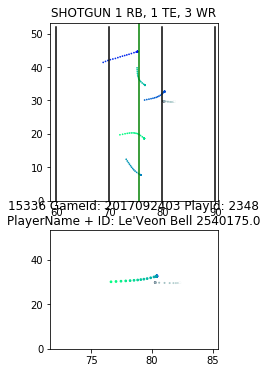 SHOTGUN 1 RB, 1 TE, 3 WR
50
40
30
20
10
0
60 70 80 90
15336 GameId: 2017092403 PlayId: 2348
PlayerName + ID: Le'Veon Bell 2540175.0
40
20
0
75 80 85